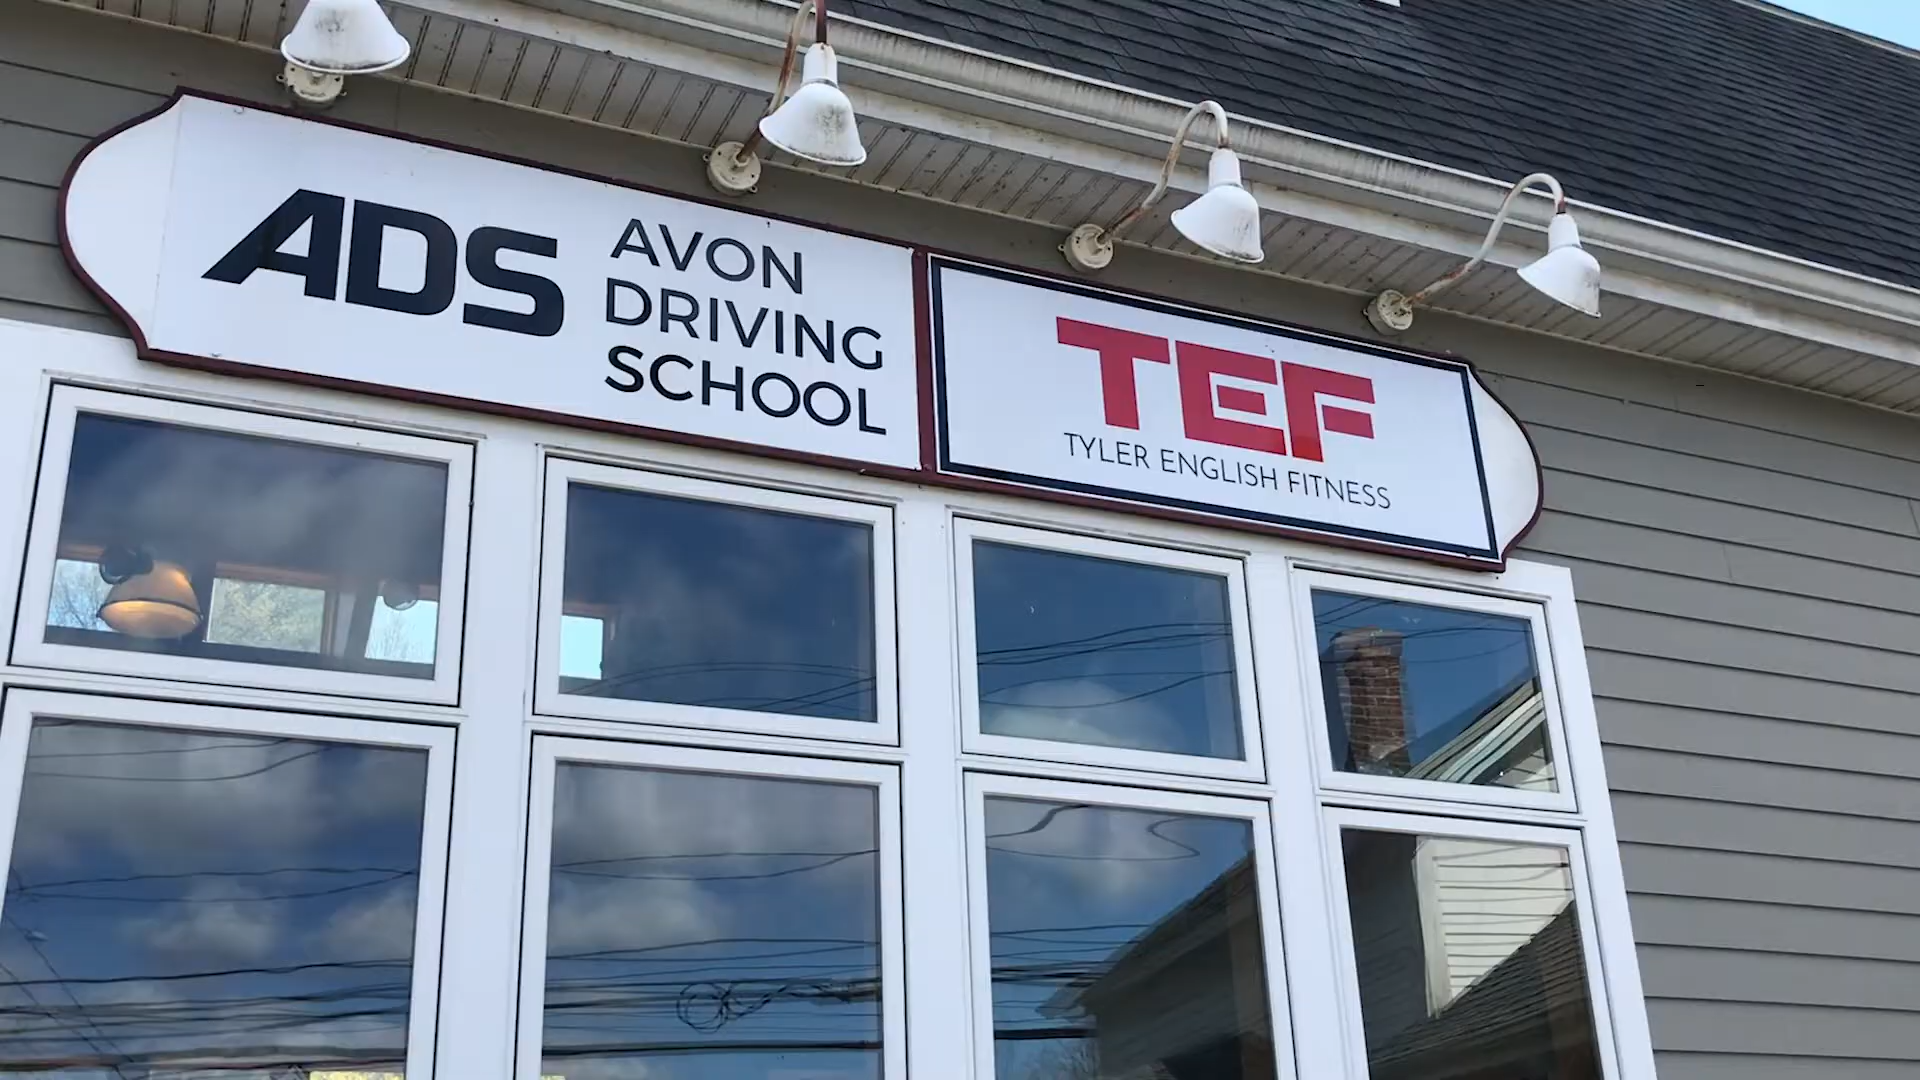 ADS
AVON
DRIVING
SCHOOL
TEF
TYLER ENGLISH FITNESS